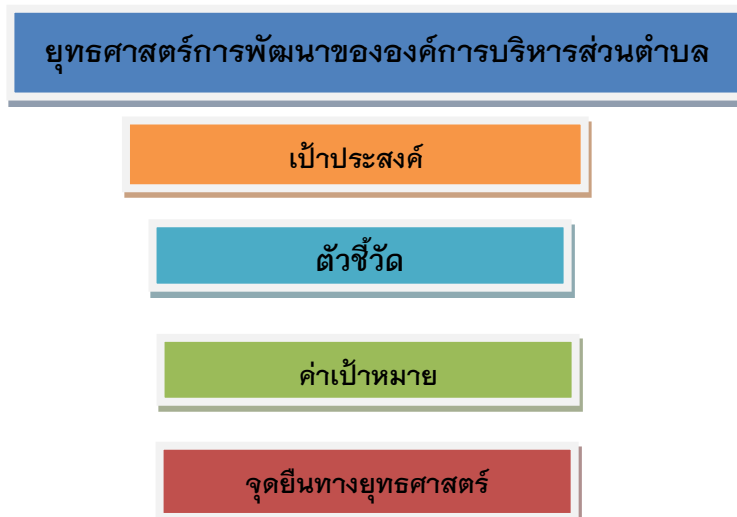 ยุทธศาสตร์การพัฒนาขององค์การบริหารส่วนตำบล
เป้าประสงค์
ตัวชี้วัด
ค่าเป้าหมาย
จุดยืนทางยุทธศาสตร์